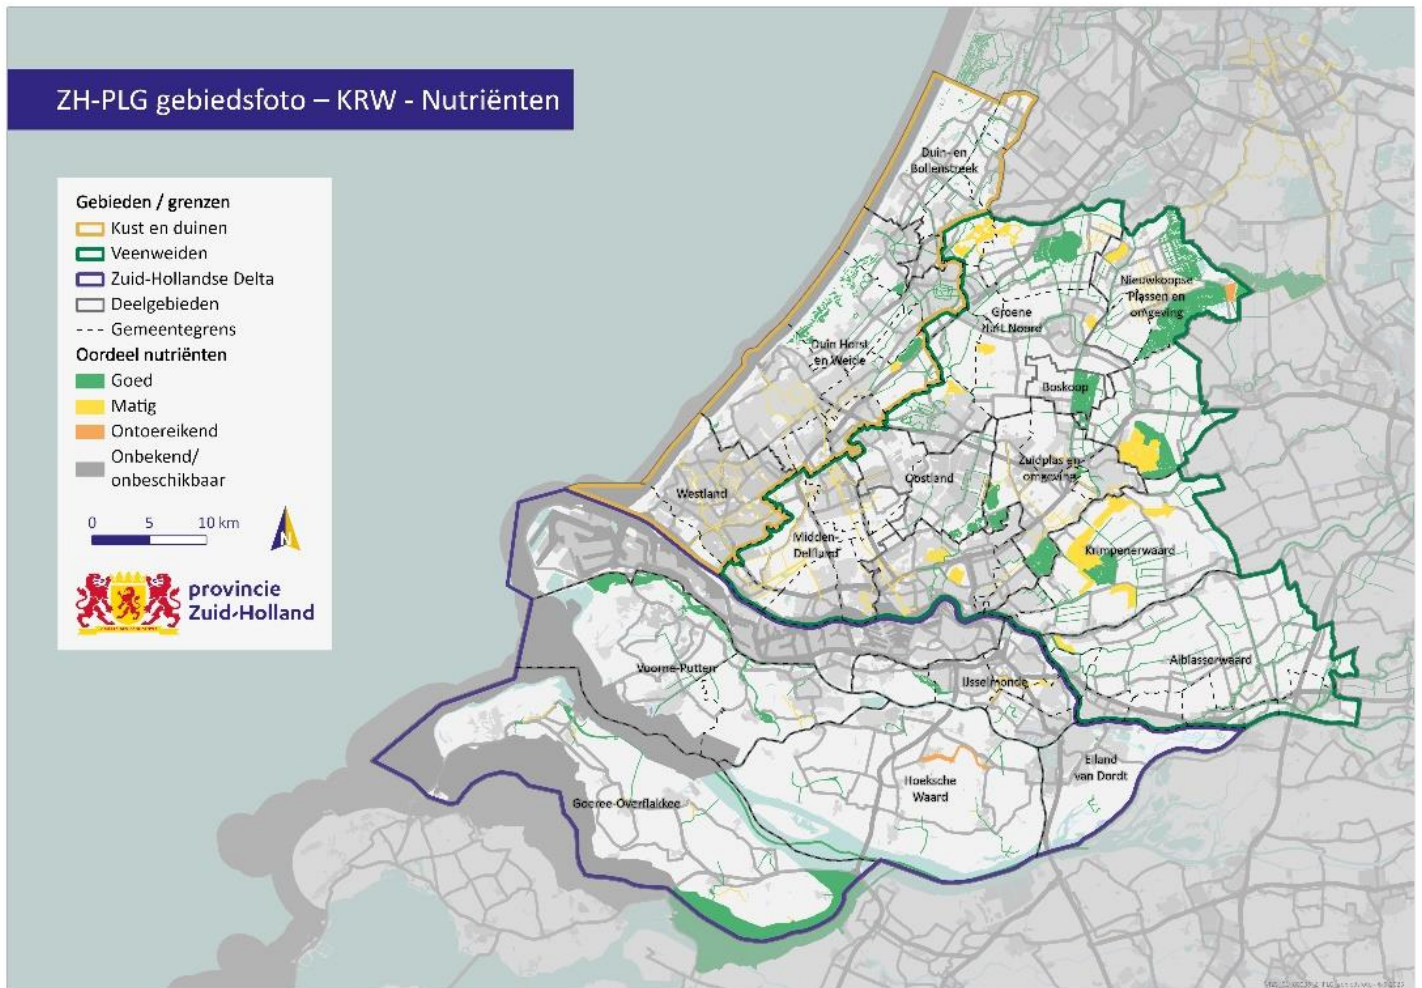 ZH-PLG gebiedsfoto – KRW - Nutriënten
Gebieden / grenzen
Kust en duinen
Veenweiden
Zuid-Hollandse Delta
Deelgebieden
Gemeentegrens
Oordeel nutriënten
Goed
Matig
Ontoereikend
Onbekend/
onbeschikbaar
0 5 10 km
N
provincie
Zuid-Holland
Duin- en
Bollenstreek
Nieuwkoopse
Plassen en
omgeving
Groene
Hart Noord
Duin Horst
en Weide
Boskoop
Zuidplas en
omgeving
Oostland
Westland
Midden-
Delfland
Krimpenerwaard
Alblasserwaard
Voorne-Putten
IJsselmonde
Eiland
van Dordt
Hoeksche
Waard
Goeree-Overflakkee